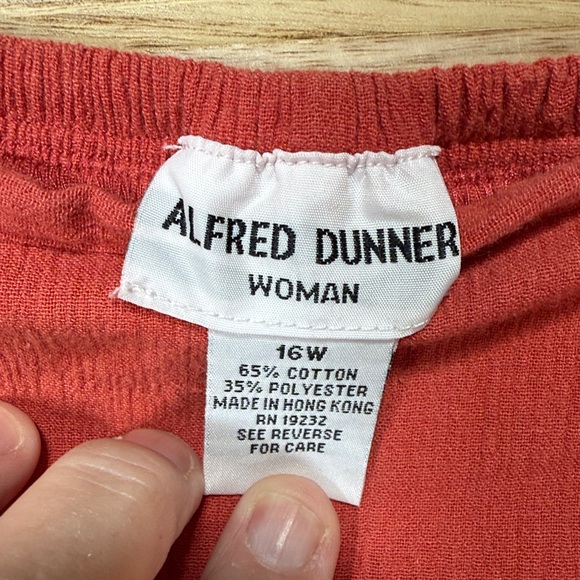 ALFRED DUNNER
WOMAN
16W
65% COTTON
35% POLYESTER
MADE IN HONG KONG
RN 19232
SEE REVERSE
FOR CARE